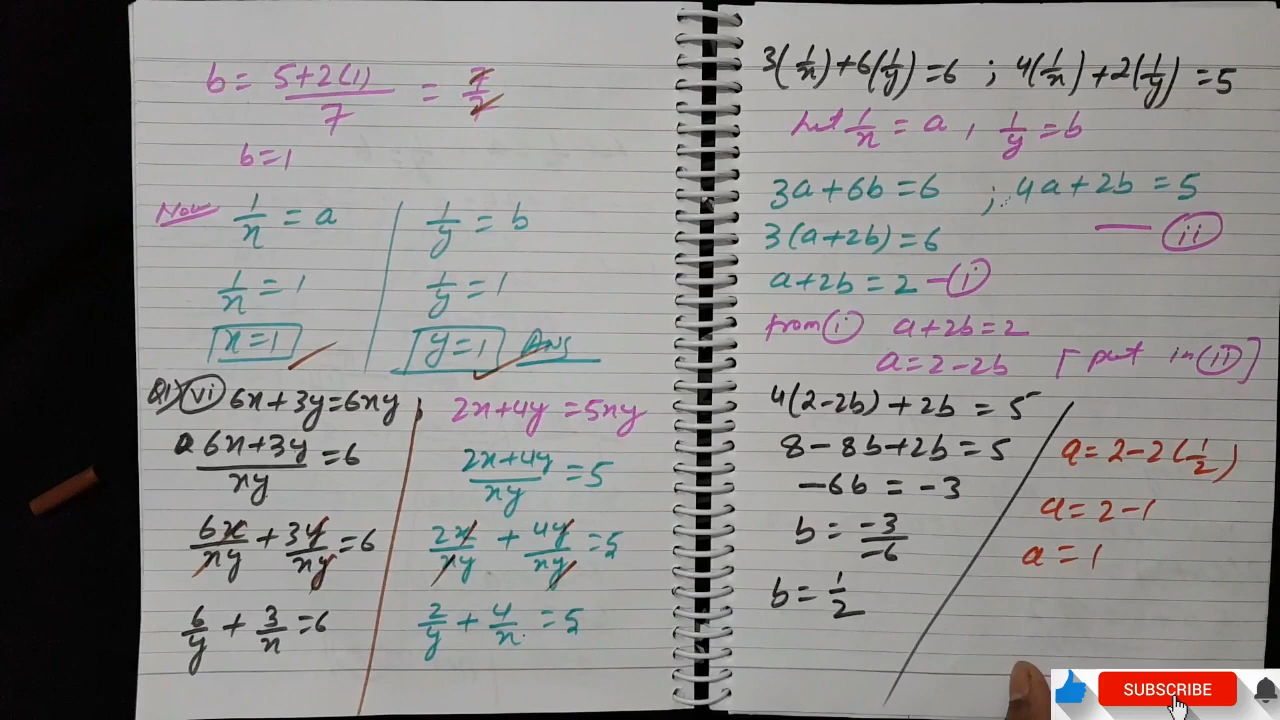 b = 5+2(1)/7 = 7/7
b=1
Now 1/x = a | 1/y = b
1/x = 1 | 1/y = 1
x=1 | y=1 Ans
Q1) (vi) 6x+3y=6xy ; 2x+4y=5xy
6x+3y/xy = 6 | 2x+4y/xy = 5
6x/xy + 3y/xy = 6 | 2x/xy + 4y/xy = 5
6/y + 3/x = 6 | 2/y + 4/x = 5
3(1/x)+6(1/y)=6 ; 4(1/x)+2(1/y)=5
Let 1/x = a , 1/y = b
3a+6b=6 ; 4a+2b=5
3(a+2b)=6 — (ii)
a+2b=2 — (i)
from (i) a+2b=2
a=2-2b [put in (ii)]
4(2-2b)+2b=5
8-8b+2b=5
-6b=-3
b = -3/-6
b = 1/2
a=2-2(1/2)
a=2-1
a=1
SUBSCRIBE